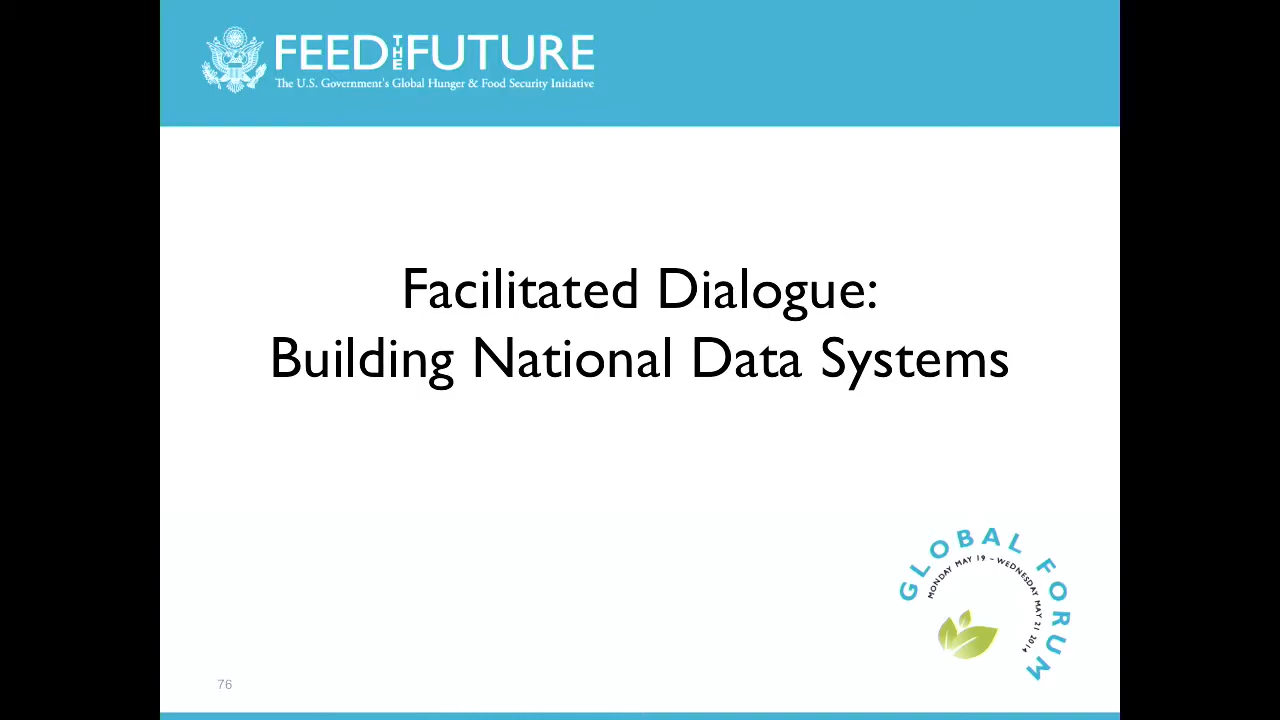 FEED THE FUTURE
The U.S. Government's Global Hunger & Food Security Initiative
Facilitated Dialogue:
Building National Data Systems
GLOBAL FORUM
MONDAY MAY 19 – WEDNESDAY MAY 21 2014
76